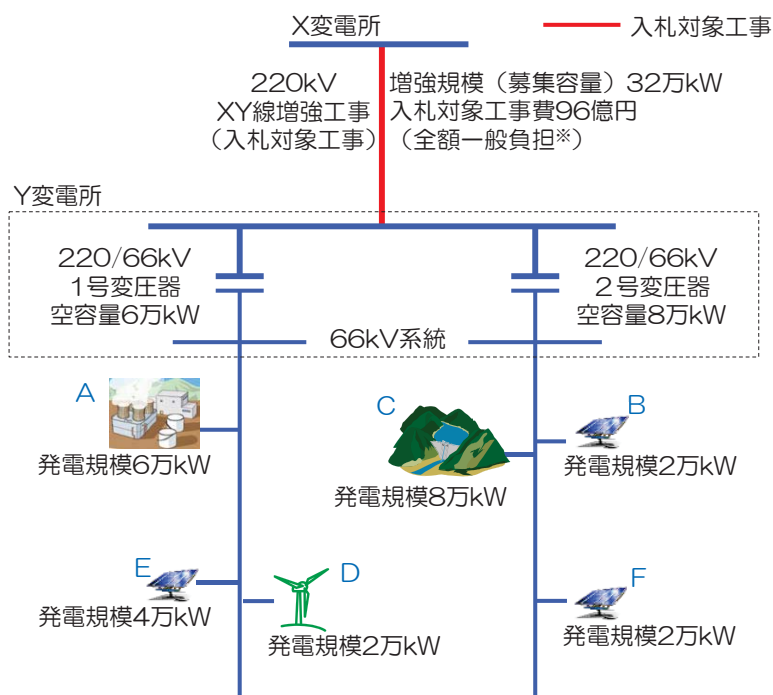 X変電所
入札対象工事
220kV
XY線増強工事
（入札対象工事）
増強規模（募集容量）32万kW
入札対象工事費96億円
（全額一般負担※）
Y変電所
220/66kV
1号変圧器
空容量6万kW
220/66kV
2号変圧器
空容量8万kW
66kV系統
A
発電規模6万kW
C
発電規模8万kW
B
発電規模2万kW
E
発電規模4万kW
D
発電規模2万kW
F
発電規模2万kW